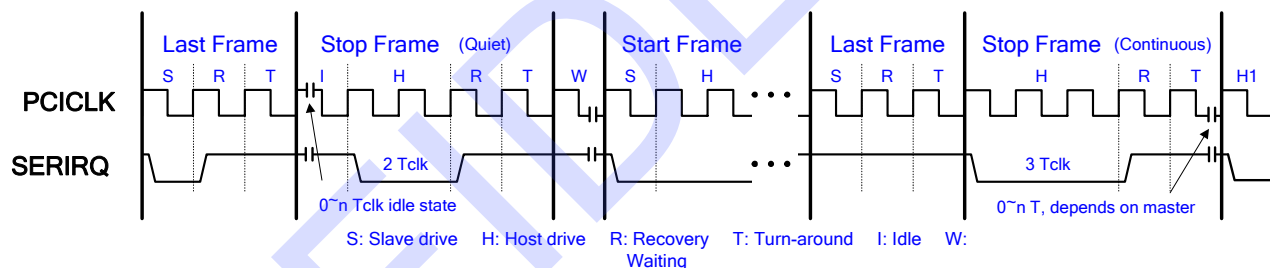 Last Frame Stop Frame (Quiet) Start Frame Last Frame Stop Frame (Continuous)
S R T I H R T W S H S R T H R T H1
PCICLK
SERIRQ
2 Tclk 3 Tclk
0~n Tclk idle state 0~n T, depends on master
S: Slave drive H: Host drive R: Recovery T: Turn-around I: Idle W:
Waiting